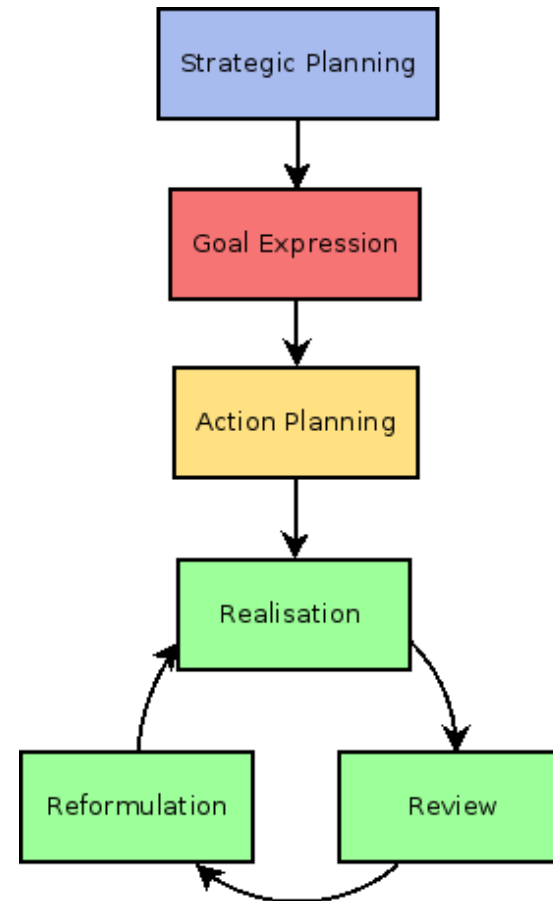 Strategic Planning
Goal Expression
Action Planning
Realisation
Reformulation
Review